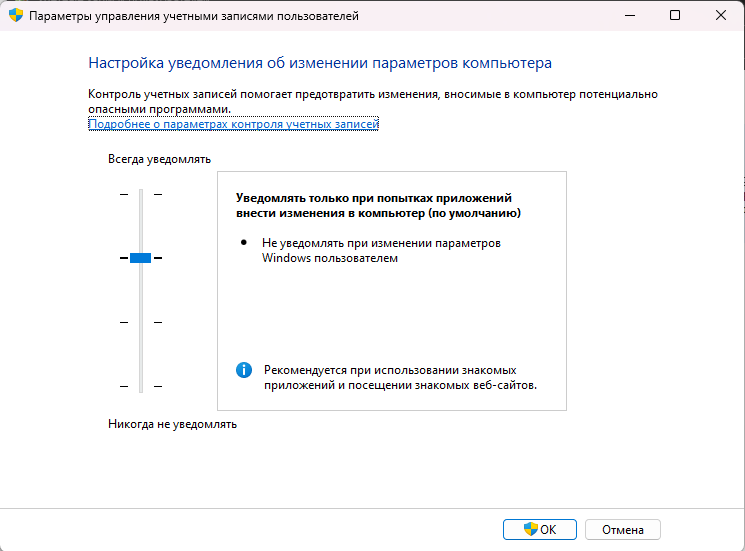 Параметры управления учетными записями пользователей
Настройка уведомления об изменении параметров компьютера
Контроль учетных записей помогает предотвратить изменения, вносимые в компьютер потенциально
опасными программами.
Подробнее о параметрах контроля учетных записей
Всегда уведомлять
Уведомлять только при попытках приложений
внести изменения в компьютер (по умолчанию)
Не уведомлять при изменении параметров
Windows пользователем
Рекомендуется при использовании знакомых
приложений и посещении знакомых веб-сайтов.
Никогда не уведомлять
ОК
Отмена